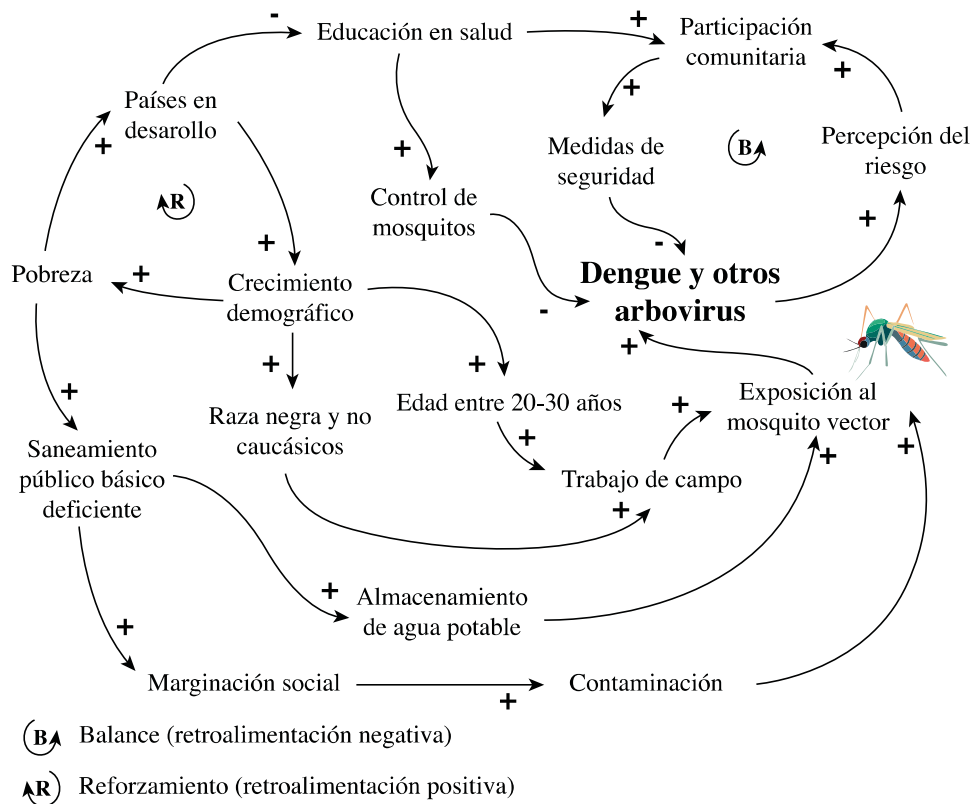 Educación en salud
Participación
comunitaria
Países en
desarollo
Medidas de
seguridad
B
Percepción del
riesgo
R
Control de
mosquitos
Pobreza
Crecimiento
demográfico
Dengue y otros
arbovirus
Raza negra y no
caucásicos
Edad entre 20-30 años
Exposición al
mosquito vector
Saneamiento
público básico
deficiente
Trabajo de campo
Almacenamiento
de agua potable
Marginación social
Contaminación
B Balance (retroalimentación negativa)
R Reforzamiento (retroalimentación positiva)